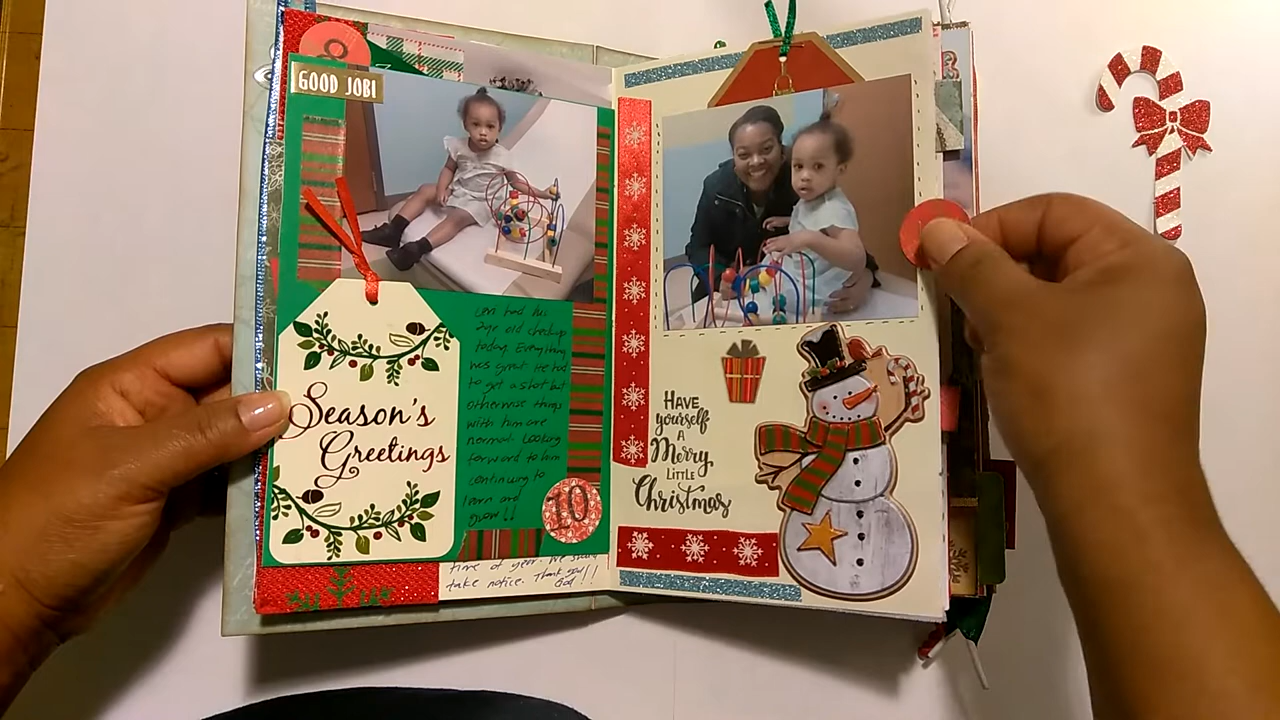 GOOD JOB!
had his
2yr old checkup
today. Everything
was great. He had
to get a shot but
otherwise things
with him are
normal. Looking
forward to him
continuing to
learn and
grow!!
Season's
Greetings
10
time of year. We should
take notice. Thank God!!
HAVE
yourself
A
Merry
LITTLE
Christmas